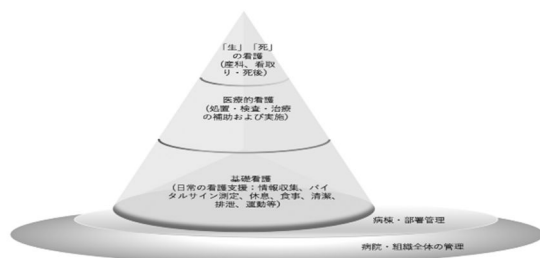 「生」「死」
の看護
(産科、看取
り・死後)
医療的看護
(処置・検査・治療
の補助および実施)
基礎看護
(日常の看護支援：情報収集、バイ
タルサイン測定、休息、食事、清潔、
排泄、運動等)
病棟・部署管理
病院・組織全体の管理